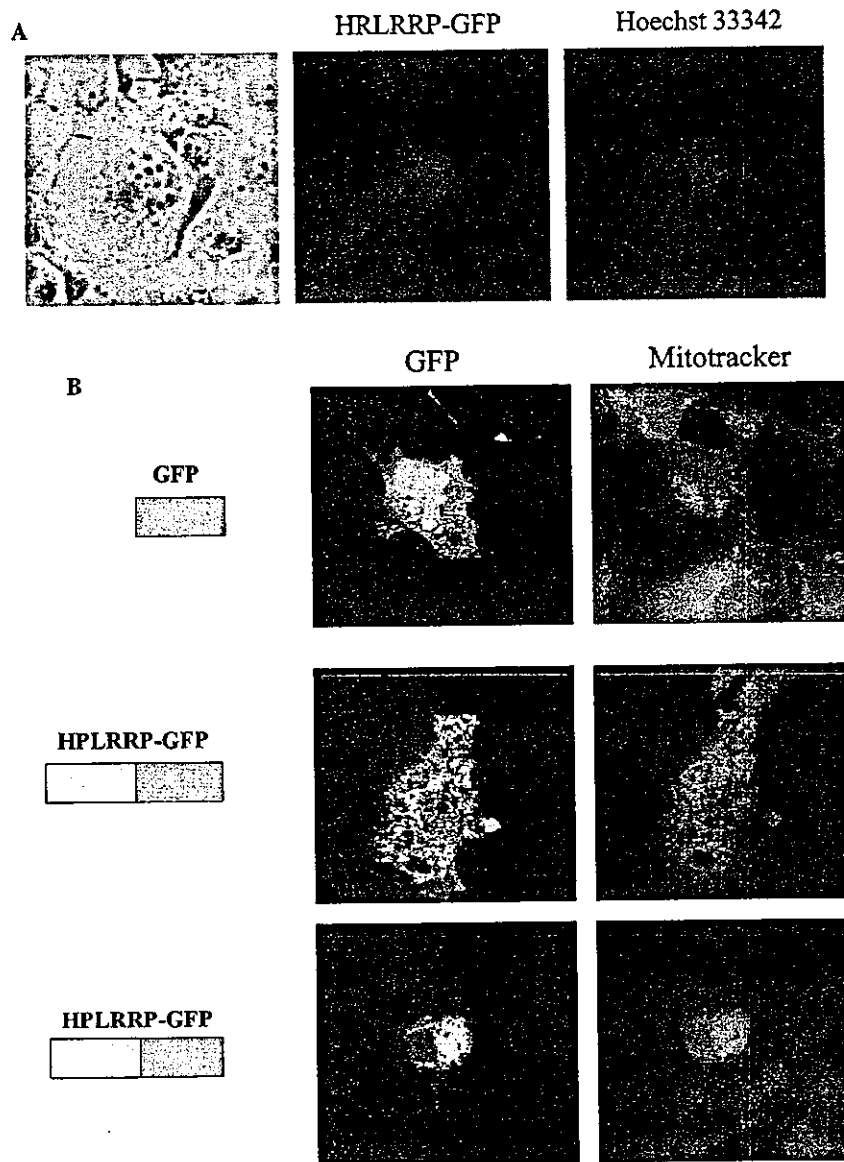 A
HRLRRP-GFP
Hoechst 33342
B
GFP
Mitotracker
GFP
HPLRRP-GFP
HPLRRP-GFP